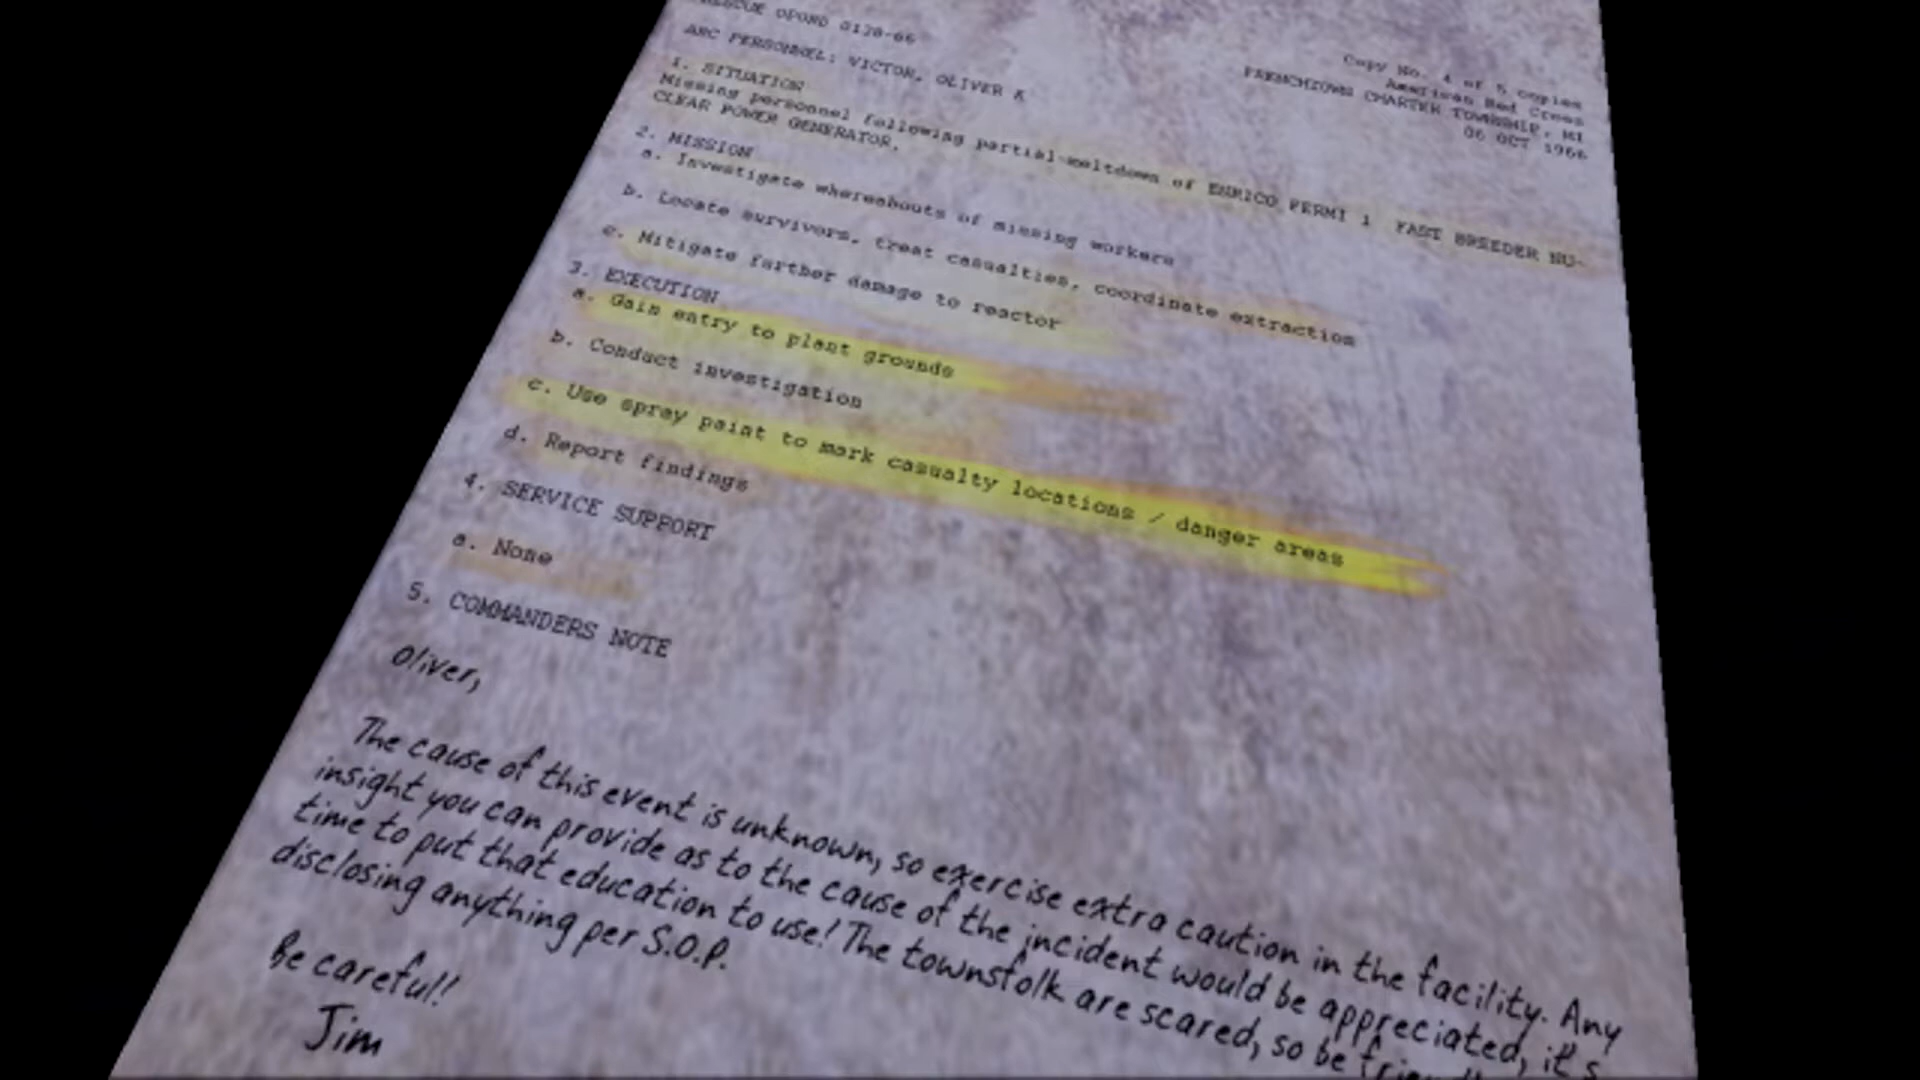 RESCUE OPORD 0120-66
Copy No. 4 of 5 copies
American Red Cross
FRENCHTOWN CHARTER TOWNSHIP, MI
06 OCT 1966
ARC PERSONNEL: VICTOR, OLIVER K
1. SITUATION
Missing personnel following partial-meltdown of ENRICO FERMI 1 FAST BREEDER NU-
CLEAR POWER GENERATOR.
2. MISSION
a. Investigate whereabouts of missing workers
b. Locate survivors, treat casualties, coordinate extraction
c. Mitigate further damage to reactor
3. EXECUTION
a. Gain entry to plant grounds
b. Conduct investigation
c. Use spray paint to mark casualty locations / danger areas
d. Report findings
4. SERVICE SUPPORT
a. None
5. COMMANDERS NOTE
Oliver,
The cause of this event is unknown, so exercise extra caution in the facility. Any
insight you can provide as to the cause of the incident would be appreciated, it's
time to put that education to use! The townsfolk are scared, so be
disclosing anything per S.O.P.
Be careful!
Jim